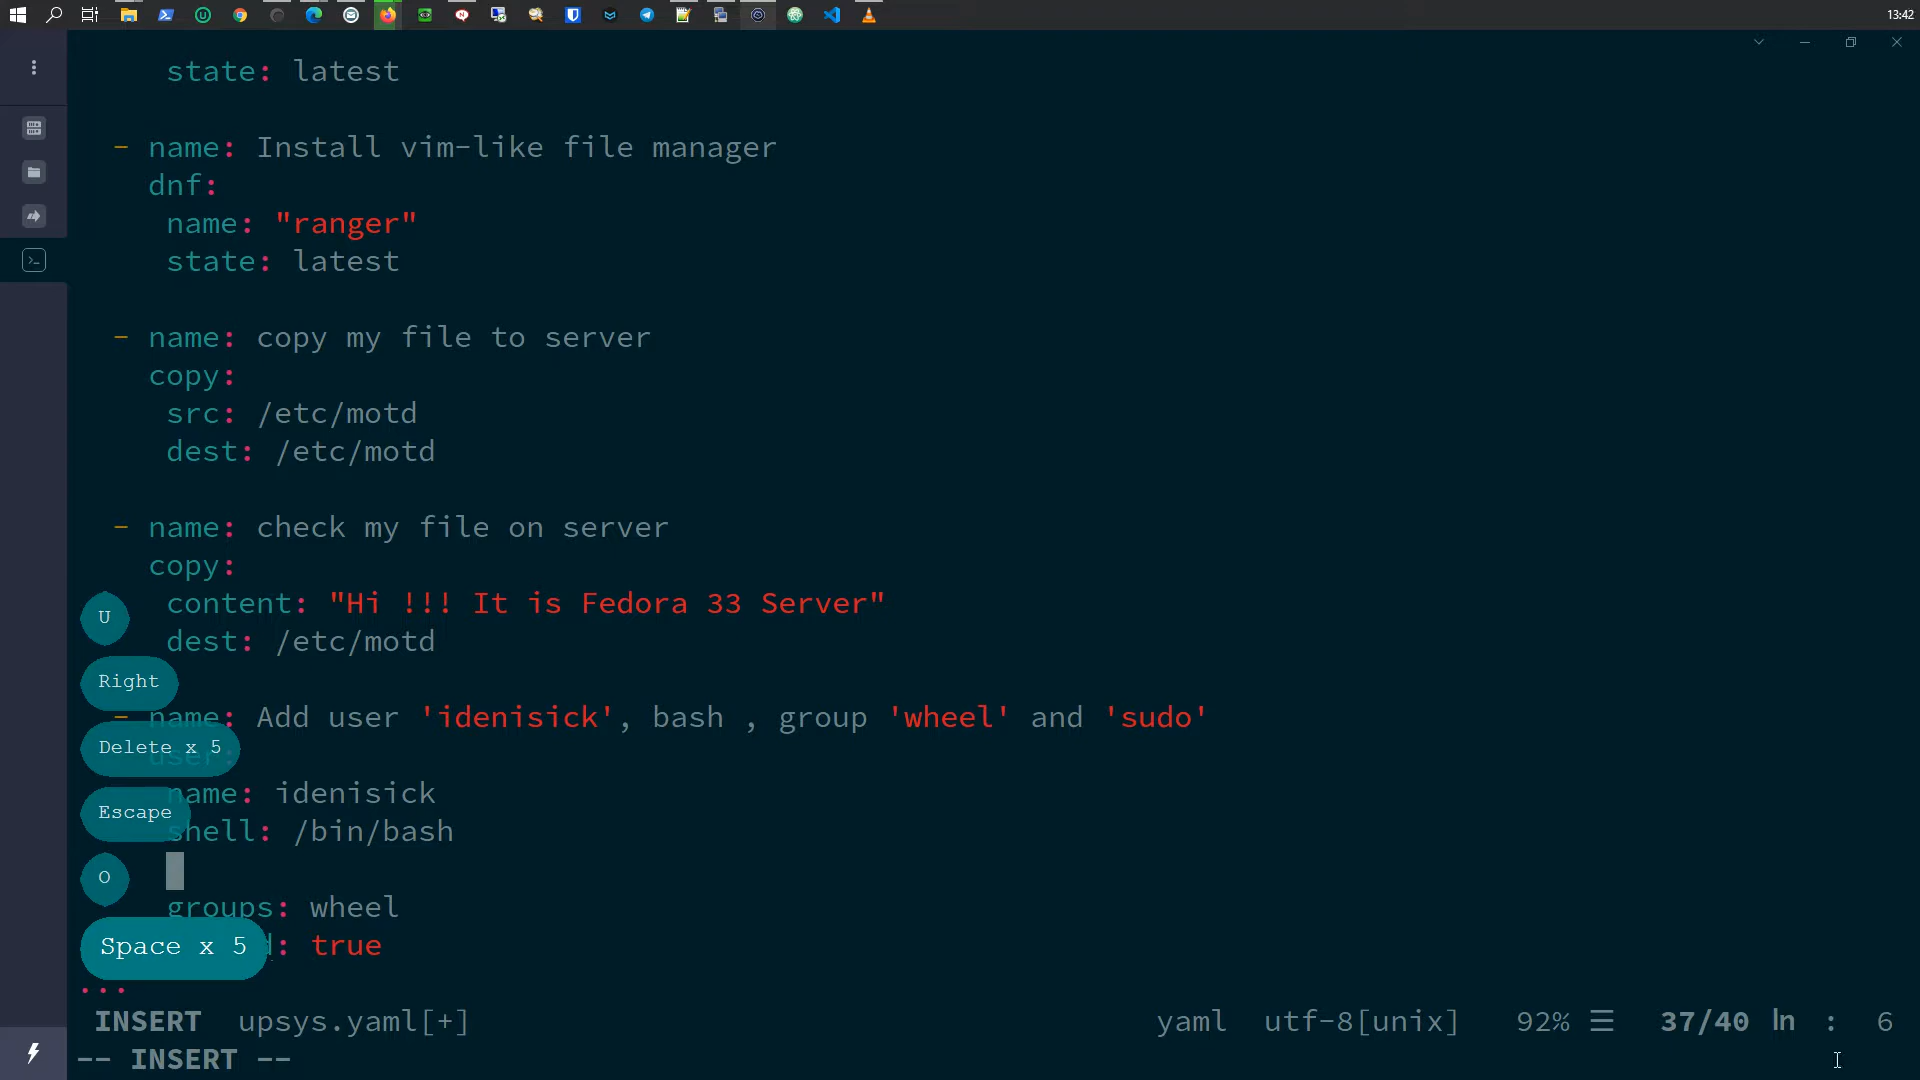 13:42
state: latest
- name: Install vim-like file manager
dnf:
name: "ranger"
state: latest
- name: copy my file to server
copy:
src: /etc/motd
dest: /etc/motd
- name: check my file on server
copy:
content: "Hi !!! It is Fedora 33 Server"
U
dest: /etc/motd
Right
- name: Add user 'idenisick', bash , group 'wheel' and 'sudo'
Delete x 5
user:
name: idenisick
Escape
shell: /bin/bash
O
groups: wheel
Space x 5
: true
...
INSERT upsys.yaml[+] yaml utf-8[unix] 92% ☰ 37/40 ln : 6
-- INSERT --